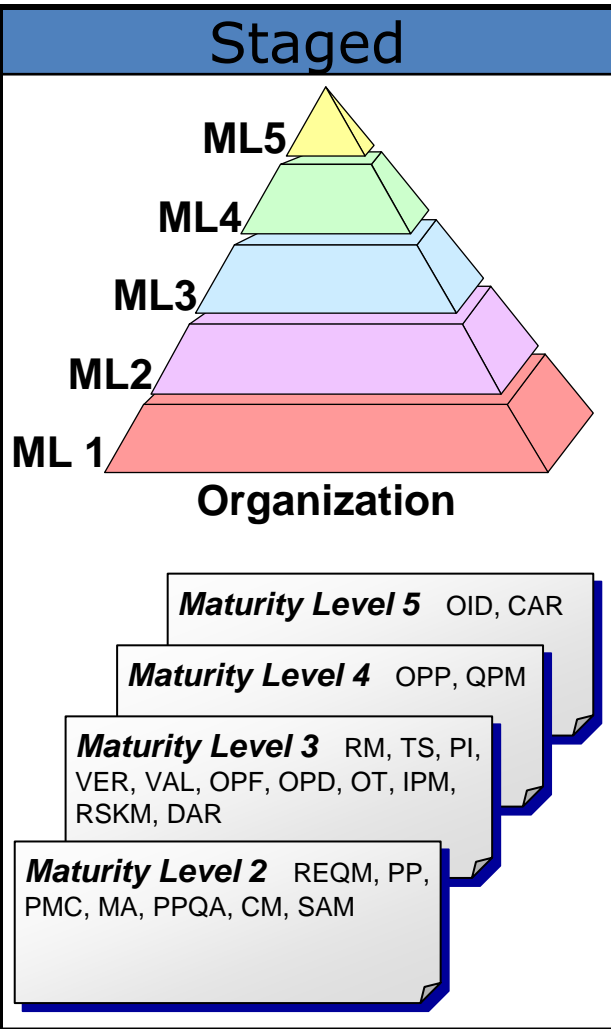 Staged
ML5
ML4
ML3
ML2
ML 1
Organization
Maturity Level 5 OID, CAR
Maturity Level 4 OPP, QPM
Maturity Level 3 RM, TS, PI,
VER, VAL, OPF, OPD, OT, IPM,
RSKM, DAR
Maturity Level 2 REQM, PP,
PMC, MA, PPQA, CM, SAM